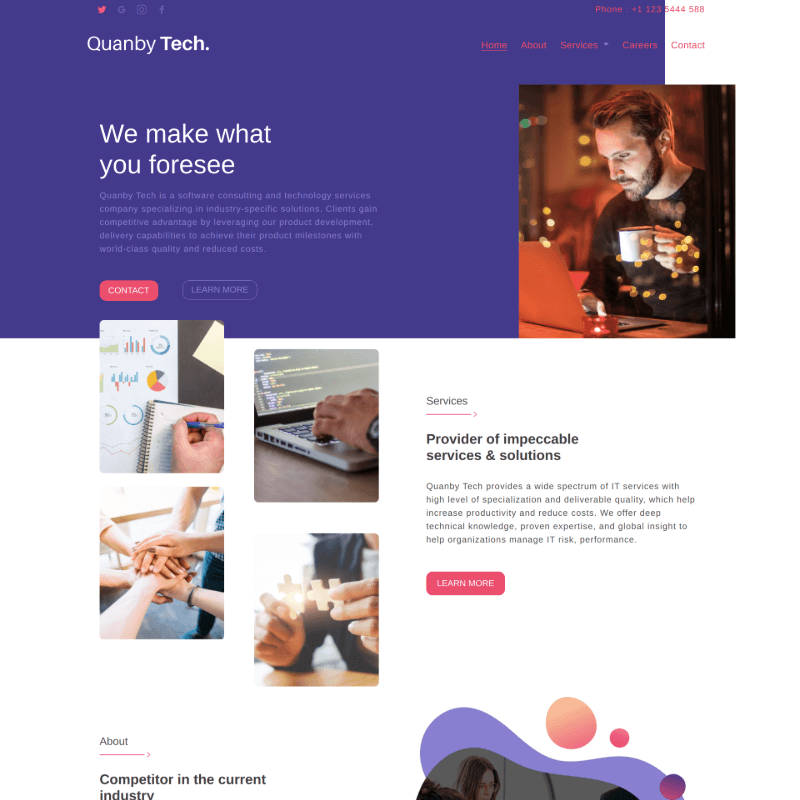 Phone : +1 123 5444 588
Quanby Tech.
Home About Services Careers Contact
We make what
you foresee
Quanby Tech is a software consulting and technology services
company specializing in industry-specific solutions. Clients gain
competitive advantage by leveraging our product development,
delivery capabilities to achieve their product milestones with
world-class quality and reduced costs.
CONTACT
LEARN MORE
Services
Provider of impeccable
services & solutions
Quanby Tech provides a wide spectrum of IT services with
high level of specialization and deliverable quality, which help
increase productivity and reduce costs. We offer deep
technical knowledge, proven expertise, and global insight to
help organizations manage IT risk, performance.
LEARN MORE
About
Competitor in the current
industry